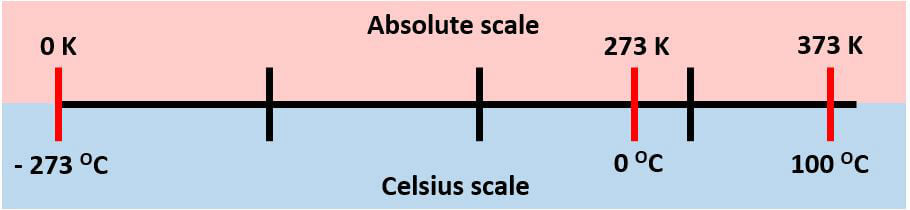 Absolute scale
0 K
273 K
373 K
- 273 ᴼC
0 ᴼC
100 ᴼC
Celsius scale